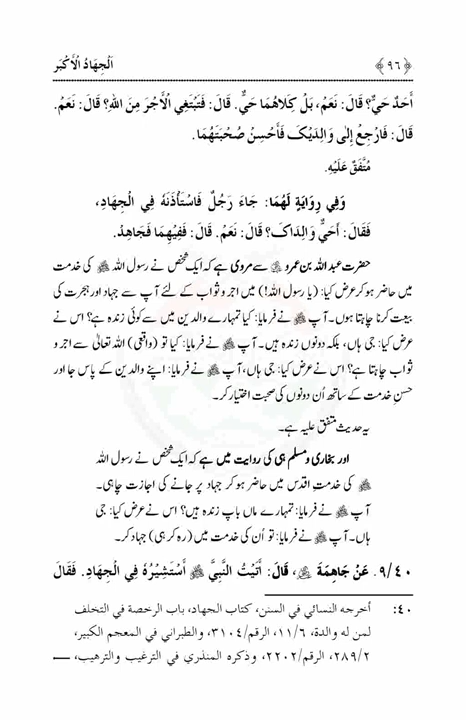 ﴿٩٦﴾ اَلْجِهَادُ الْأَكْبَر
أَحَدٌ حَيٌّ؟ قَالَ: نَعَمْ، بَلْ كِلَاهُمَا حَيٌّ. قَالَ: فَتَبْتَغِي الْأَجْرَ مِنَ اللهِ؟ قَالَ: نَعَمْ.
قَالَ: فَارْجِعْ إِلٰى وَالِدَيْكَ فَأَحْسِنْ صُحْبَتَهُمَا.
مُتَّفَقٌ عَلَيْهِ.
وَفِي رِوَايَةٍ لَهُمَا: جَاءَ رَجُلٌ فَاسْتَأْذَنَهٗ فِي الْجِهَادِ،
فَقَالَ: أَحَيٌّ وَالِدَاكَ؟ قَالَ: نَعَمْ. قَالَ: فَفِيْهِمَا فَجَاهِدْ.
حضرت عبد اللہ بن عمرو ؓ سے مروی ہے کہ ایک شخص نے رسول اللہ ﷺ کی خدمت
میں حاضر ہو کر عرض کیا: (یا رسول اللہ!) میں اجر و ثواب کے لئے آپ سے جہاد اور ہجرت کی
بیعت کرنا چاہتا ہوں۔ آپ ﷺ نے فرمایا: کیا تمہارے والدین میں سے کوئی زندہ ہے؟ اس نے
عرض کیا: جی ہاں، بلکہ دونوں زندہ ہیں۔ آپ ﷺ نے فرمایا: کیا تو (واقعی) اللہ تعالٰی سے اجر و
ثواب چاہتا ہے؟ اس نے عرض کیا: جی ہاں، آپ ﷺ نے فرمایا: اپنے والدین کے پاس جا اور
حسنِ خدمت کے ساتھ اُن دونوں کی صحبت اختیار کر۔
یہ حدیث متفق علیہ ہے۔
اور بخاری و مسلم ہی کی روایت میں ہے کہ ایک شخص نے رسول اللہ
ﷺ کی خدمتِ اقدس میں حاضر ہو کر جہاد پر جانے کی اجازت چاہی۔
آپ ﷺ نے فرمایا: تمہارے ماں باپ زندہ ہیں؟ اس نے عرض کیا: جی
ہاں۔ آپ ﷺ نے فرمایا: تو اُن کی خدمت میں (رہ کر ہی) جہاد کر۔
٩/٤٠. عَنْ جَاهِمَةَ ؓ، قَالَ: أَتَيْتُ النَّبِيَّ ﷺ أَسْتَشِيْرُهٗ فِي الْجِهَادِ. فَقَالَ
٤٠: أخرجه النسائي في السنن، كتاب الجهاد، باب الرخصة في التخلف
لمن له والدة، ٦/١١، الرقم/٣١٠٤، والطبراني في المعجم الكبير،
٢/٢٨٩، الرقم/٢٢٠٢، وذكره المنذري في الترغيب والترهيب، ــــ